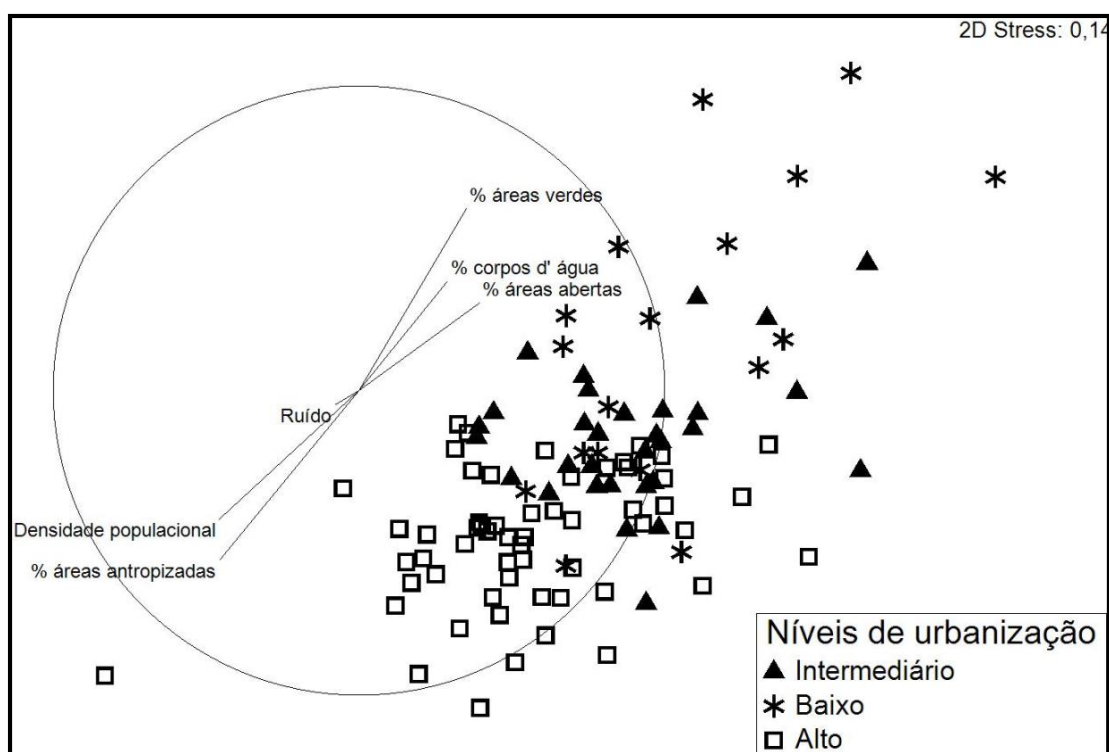 2D Stress: 0,14
% áreas verdes
% corpos d' água
% áreas abertas
Ruído
Densidade populacional
% áreas antropizadas
Níveis de urbanização
Intermediário
Baixo
Alto